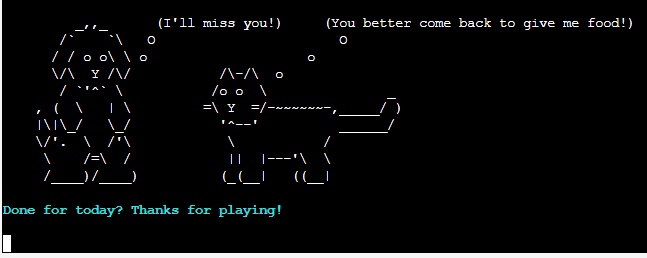 (I'll miss you!) (You better come back to give me food!)
Done for today? Thanks for playing!